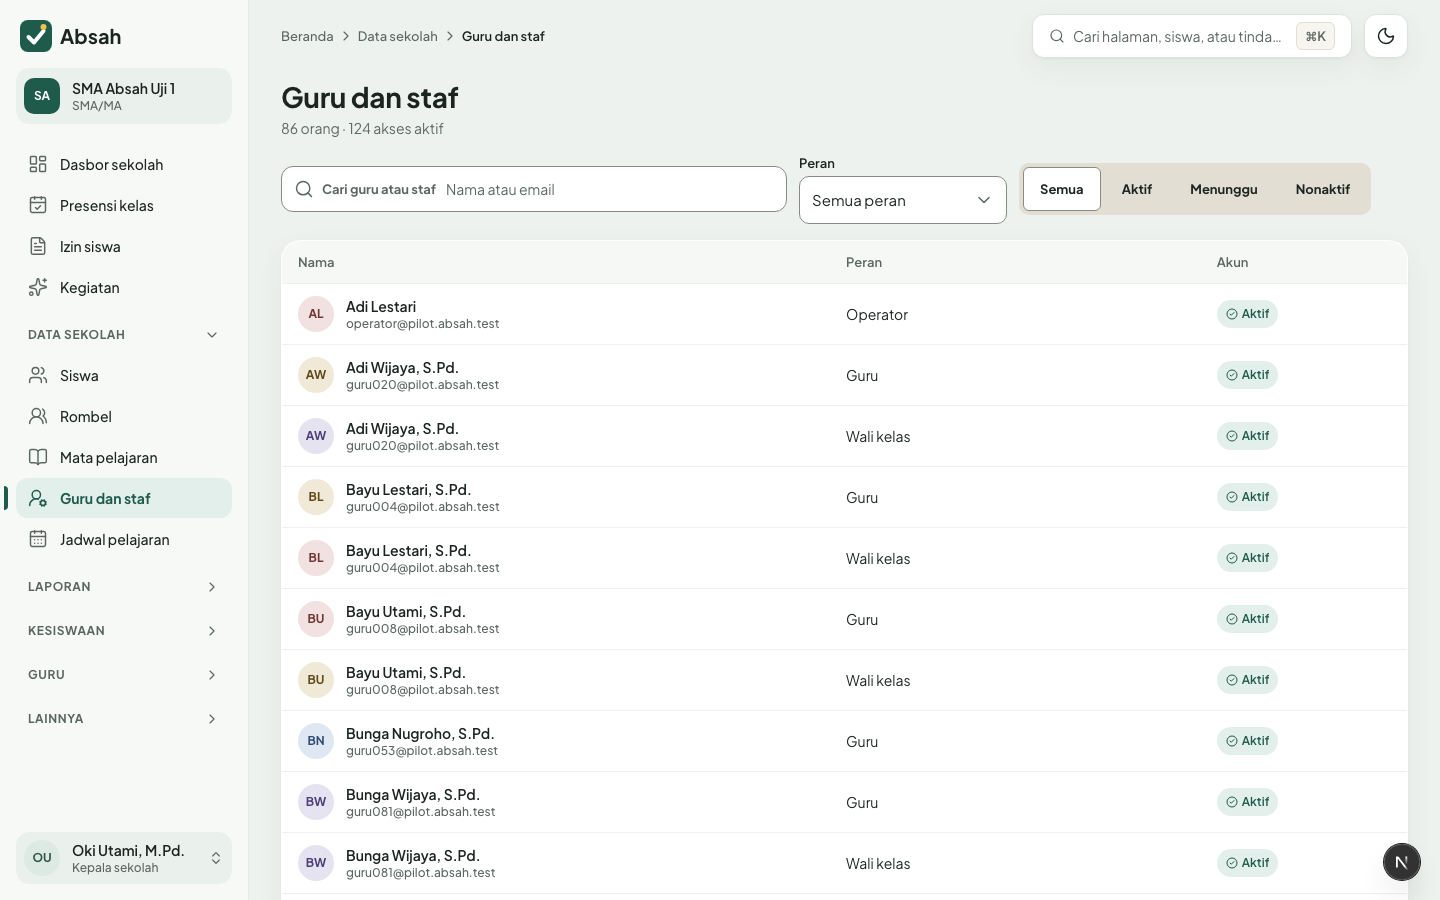 Absah
SA
SMA Absah Uji 1
SMA/MA
Dasbor sekolah
Presensi kelas
Izin siswa
Kegiatan
DATA SEKOLAH
Siswa
Rombel
Mata pelajaran
Guru dan staf
Jadwal pelajaran
LAPORAN
KESISWAAN
GURU
LAINNYA
OU
Oki Utami, M.Pd.
Kepala sekolah
Beranda
Data sekolah
Guru dan staf
Cari halaman, siswa, atau tinda...
⌘K
Guru dan staf
86 orang · 124 akses aktif
Cari guru atau staf
Nama atau email
Peran
Semua peran
Semua
Aktif
Menunggu
Nonaktif
Nama
Peran
Akun
AL
Adi Lestari
operator@pilot.absah.test
Operator
Aktif
AW
Adi Wijaya, S.Pd.
guru020@pilot.absah.test
Guru
Aktif
AW
Adi Wijaya, S.Pd.
guru020@pilot.absah.test
Wali kelas
Aktif
BL
Bayu Lestari, S.Pd.
guru004@pilot.absah.test
Guru
Aktif
BL
Bayu Lestari, S.Pd.
guru004@pilot.absah.test
Wali kelas
Aktif
BU
Bayu Utami, S.Pd.
guru008@pilot.absah.test
Guru
Aktif
BU
Bayu Utami, S.Pd.
guru008@pilot.absah.test
Wali kelas
Aktif
BN
Bunga Nugroho, S.Pd.
guru053@pilot.absah.test
Guru
Aktif
BW
Bunga Wijaya, S.Pd.
guru081@pilot.absah.test
Guru
Aktif
BW
Bunga Wijaya, S.Pd.
guru081@pilot.absah.test
Wali kelas
Aktif
N